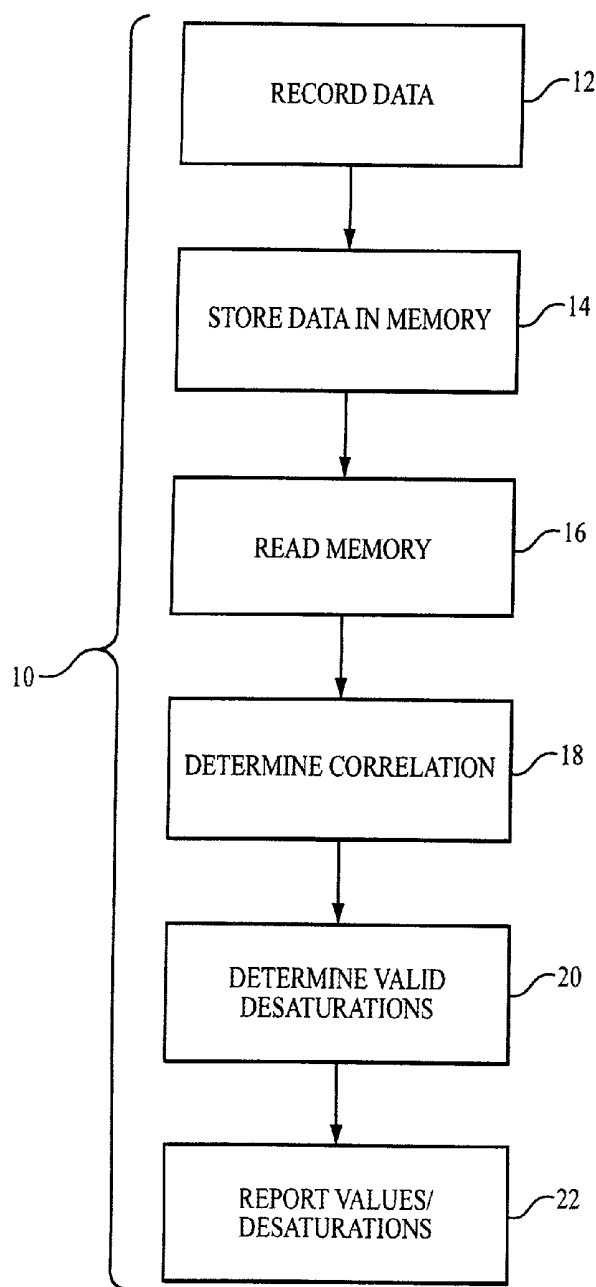 RECORD DATA
12
STORE DATA IN MEMORY
14
READ MEMORY
16
10
DETERMINE CORRELATION
18
DETERMINE VALID
DESATURATIONS
20
REPORT VALUES/
DESATURATIONS
22